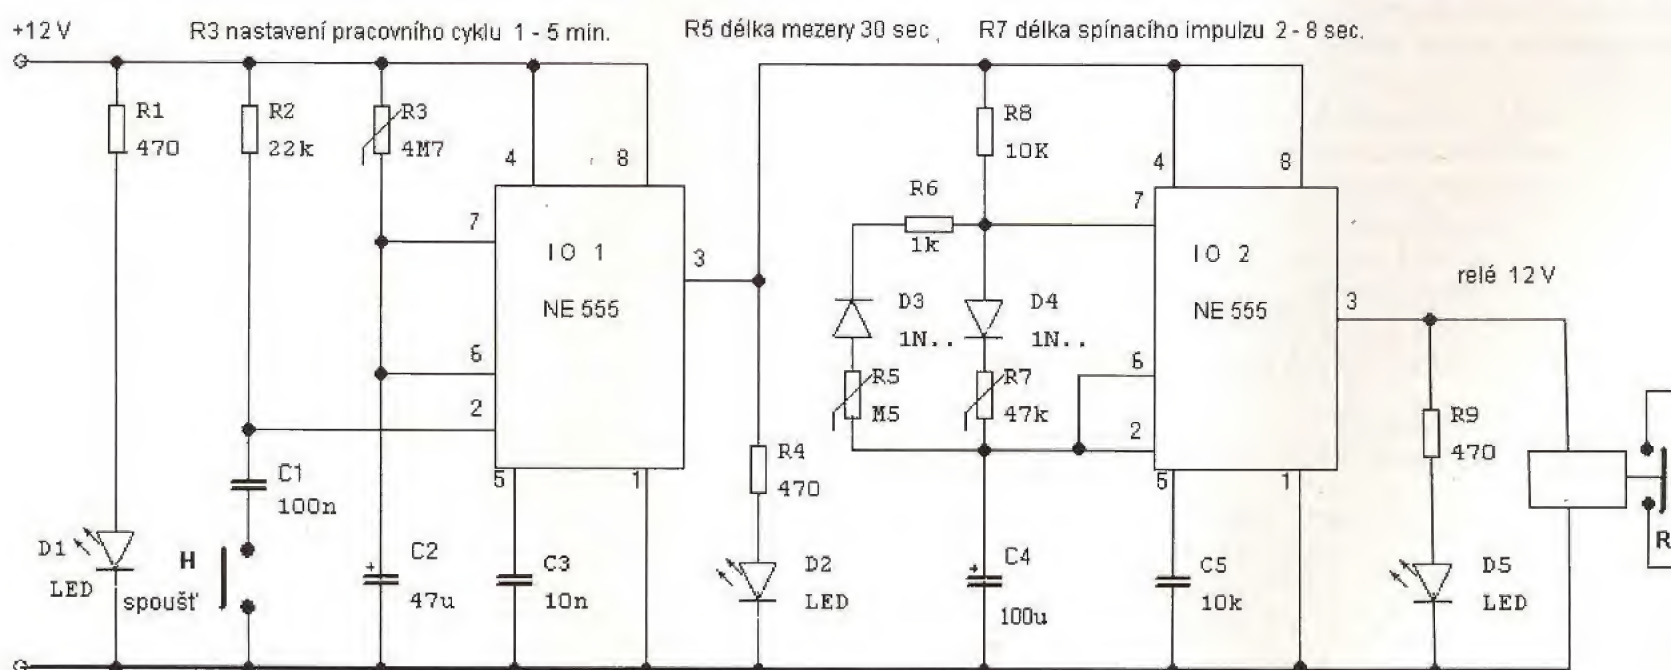 +12 V
R3 nastavení pracovního cyklu 1 - 5 min.
R5 délka mezery 30 sec ,
R7 délka spínacího impulzu 2 - 8 sec.
R1
470
R2
22k
R3
4M7
4
8
7
6
2
3
5
1
IO 1
NE 555
C1
100n
D1
LED
H
spoušť
C2
47u
C3
10n
R4
470
D2
LED
R8
10K
R6
1k
D3
1N..
D4
1N..
R5
M5
R7
47k
C4
100u
4
8
7
6
2
3
5
1
IO 2
NE 555
C5
10k
relé 12 V
R9
470
D5
LED
R